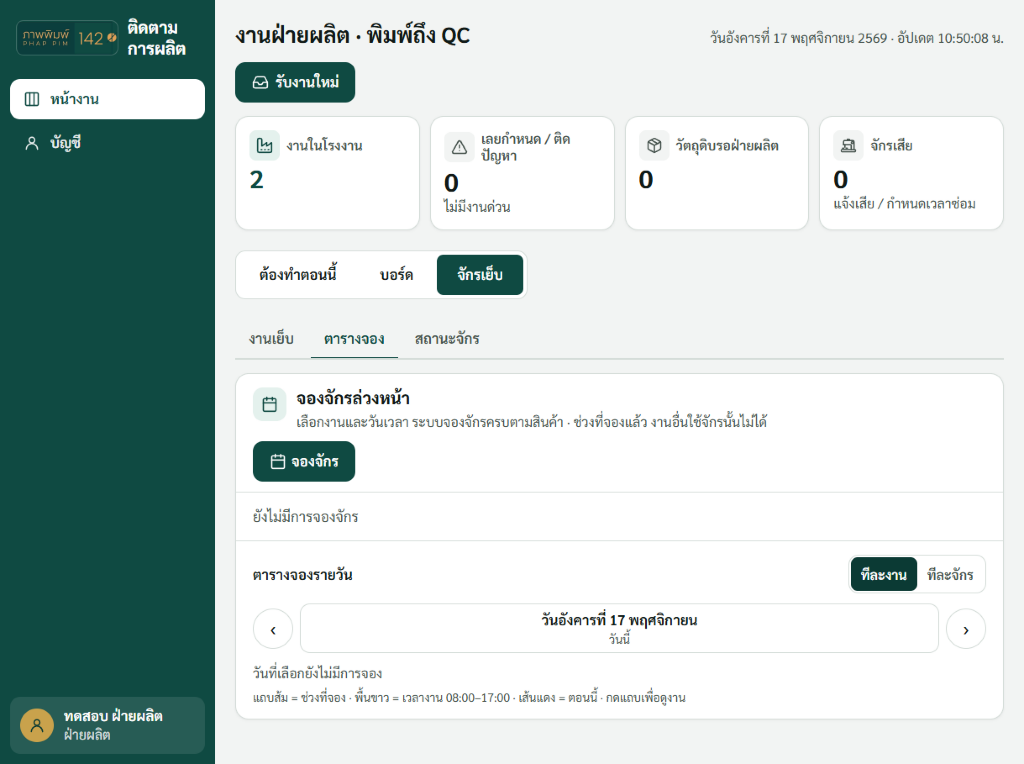 ภาพพิมพ์
PHAP PIM
142
ติดตาม
การผลิต
หน้างาน
บัญชี
ทดสอบ ฝ่ายผลิต
ฝ่ายผลิต
งานฝ่ายผลิต · พิมพ์ถึง QC
วันอังคารที่ 17 พฤศจิกายน 2569 · อัปเดต 10:50:08 น.
รับงานใหม่
งานในโรงงาน
2
เลยกำหนด / ติด
ปัญหา
0
ไม่มีงานด่วน
วัตถุดิบรอฝ่ายผลิต
0
จักรเสีย
0
แจ้งเสีย / กำหนดเวลาซ่อม
ต้องทำตอนนี้
บอร์ด
จักรเย็บ
งานเย็บ
ตารางจอง
สถานะจักร
จองจักรล่วงหน้า
เลือกงานและวันเวลา ระบบจองจักรครบตามสินค้า · ช่วงที่จองแล้ว งานอื่นใช้จักรนั้นไม่ได้
จองจักร
ยังไม่มีการจองจักร
ตารางจองรายวัน
ทีละงาน
ทีละจักร
‹
วันอังคารที่ 17 พฤศจิกายน
วันนี้
›
วันที่เลือกยังไม่มีการจอง
แถบส้ม = ช่วงที่จอง · พื้นขาว = เวลางาน 08:00–17:00 · เส้นแดง = ตอนนี้ · กดแถบเพื่อดูงาน